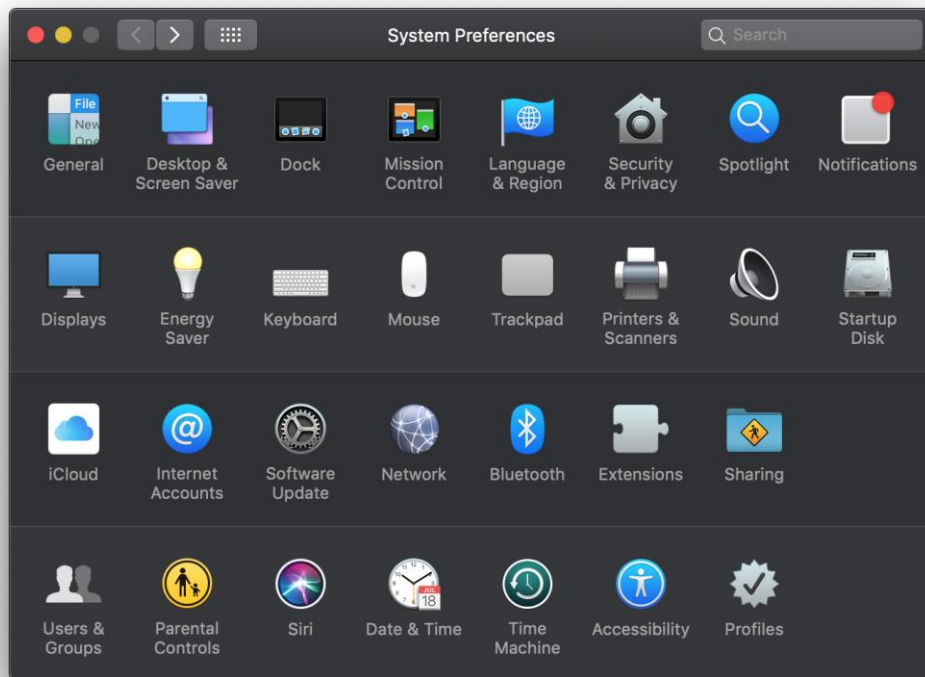 System Preferences
Search
File
New
Ope
General
Desktop &
Screen Saver
Dock
Mission
Control
Language
& Region
Security
& Privacy
Spotlight
Notifications
Displays
Energy
Saver
Keyboard
Mouse
Trackpad
Printers &
Scanners
Sound
Startup
Disk
iCloud
@
Internet
Accounts
Software
Update
Network
Bluetooth
Extensions
Sharing
Users &
Groups
Parental
Controls
Siri
JUL
18
Date & Time
Time
Machine
Accessibility
Profiles